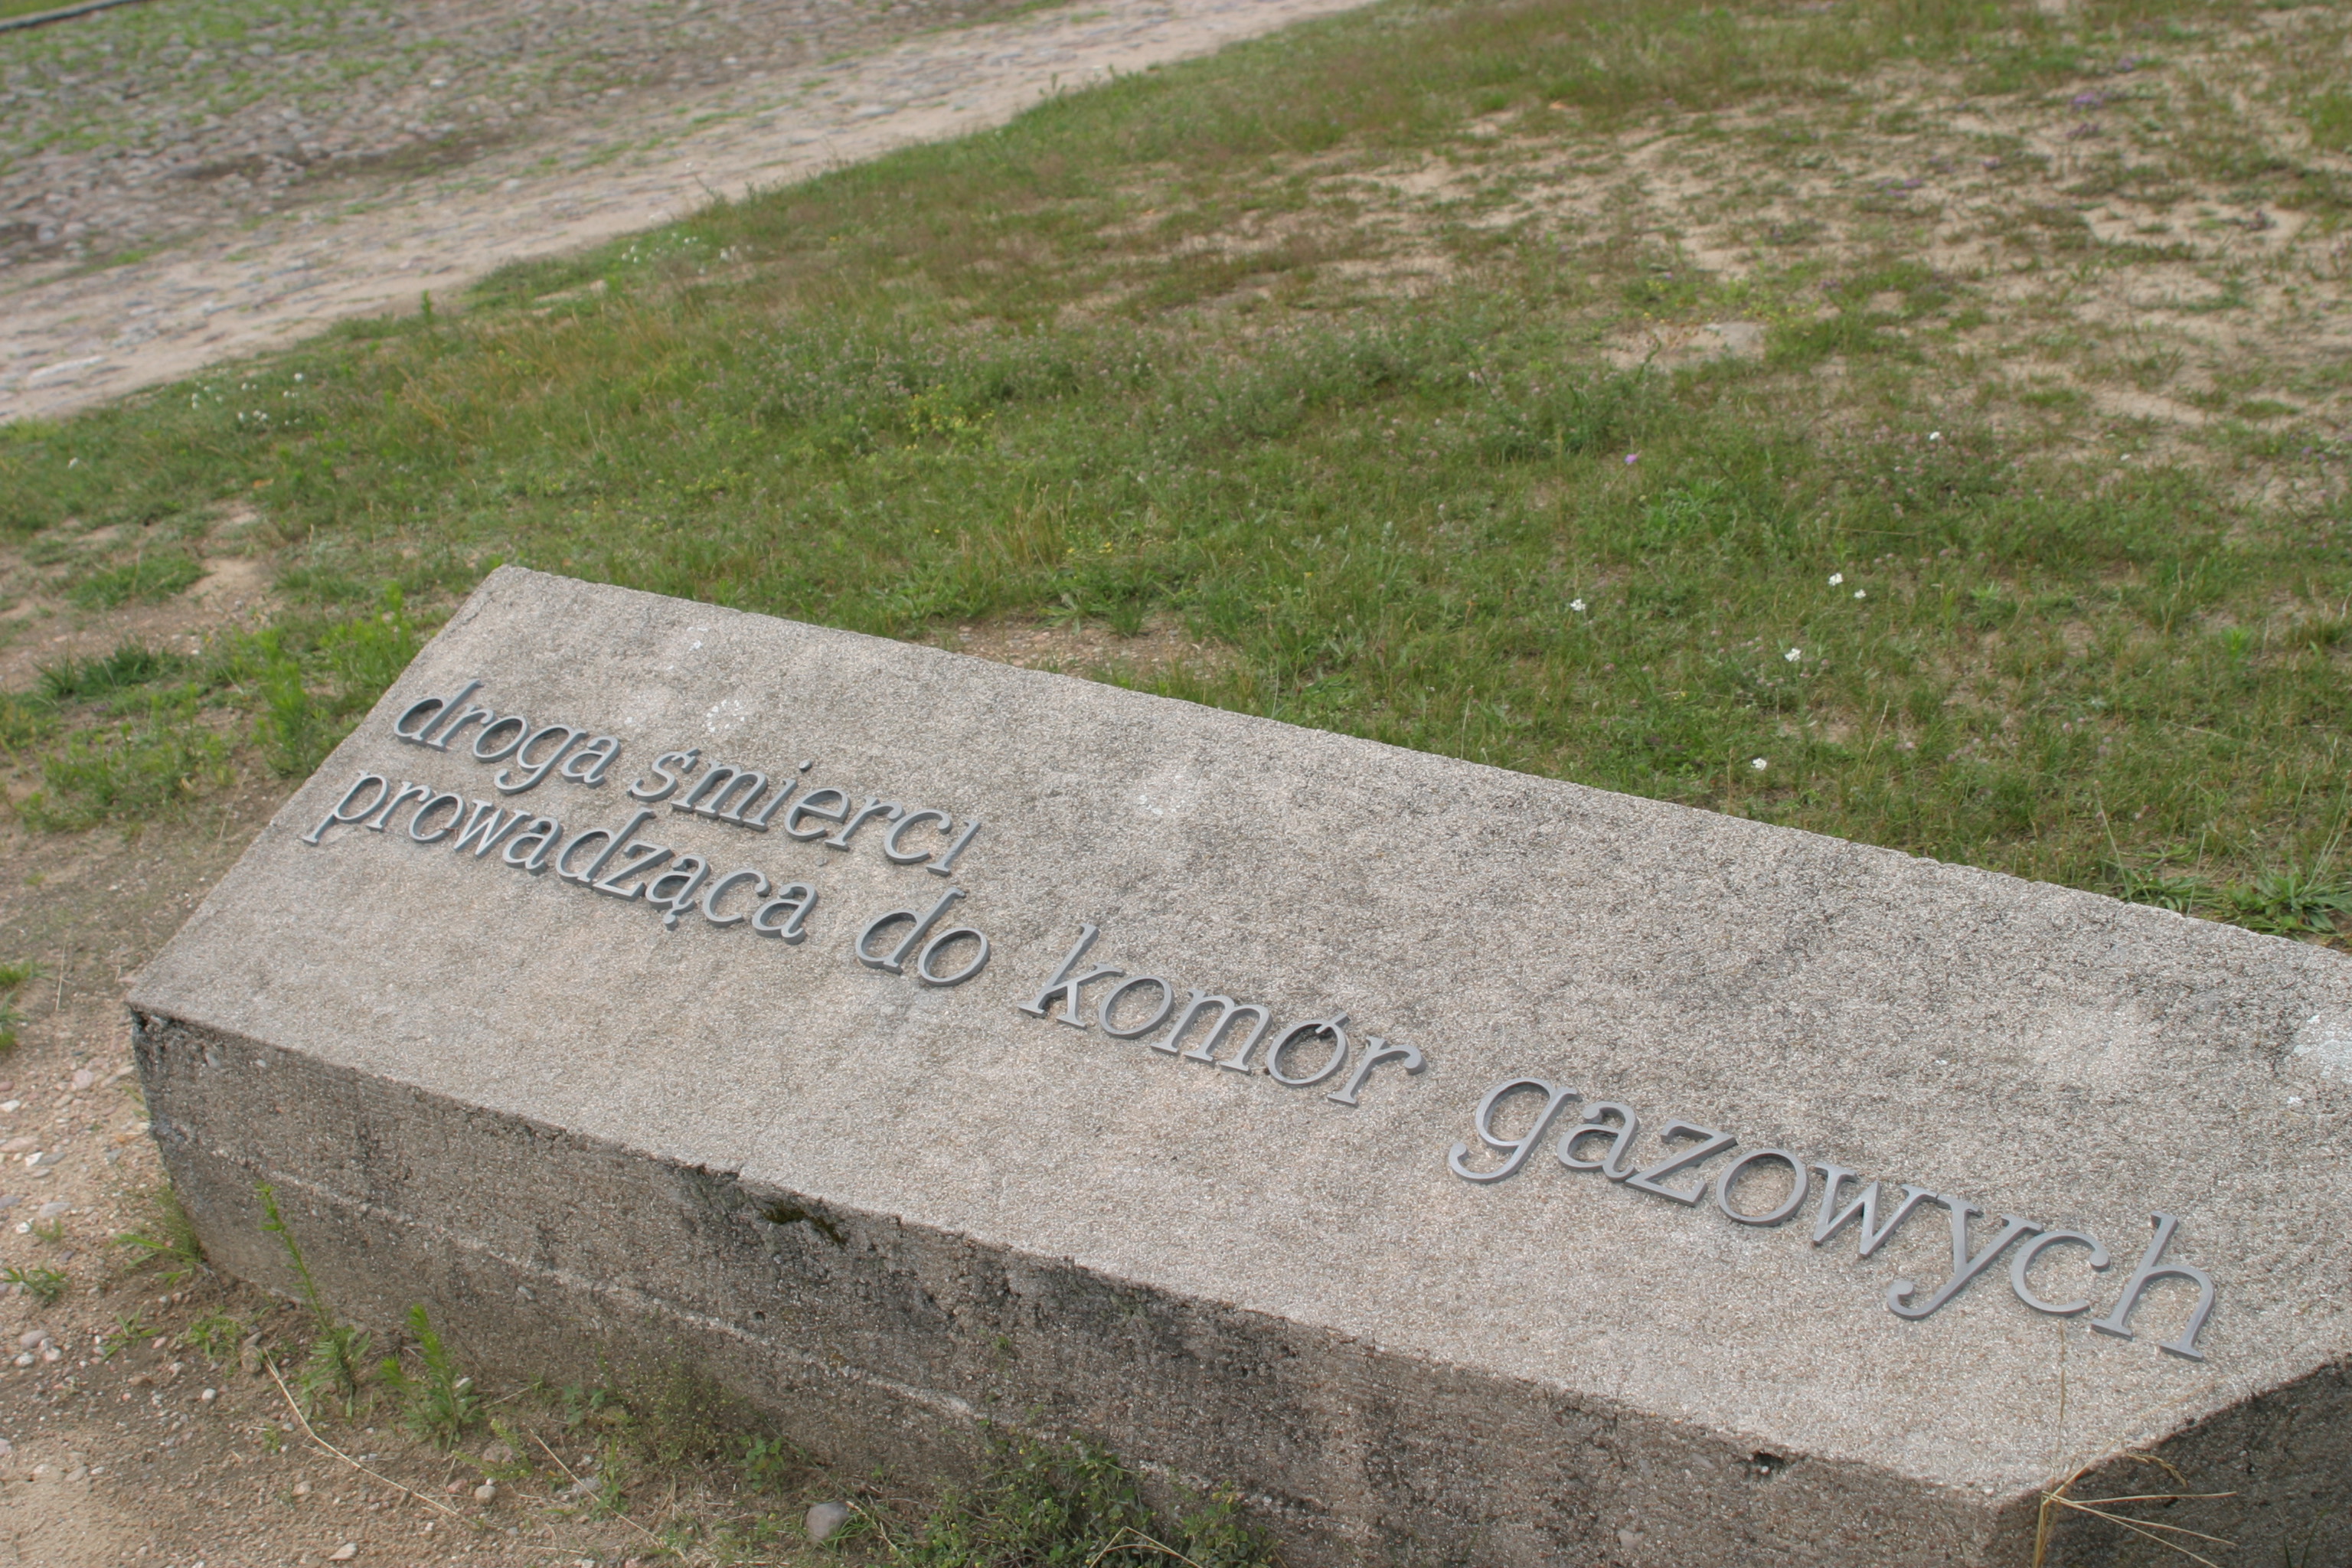 droga śmierci
prowadząca do komór gazowych